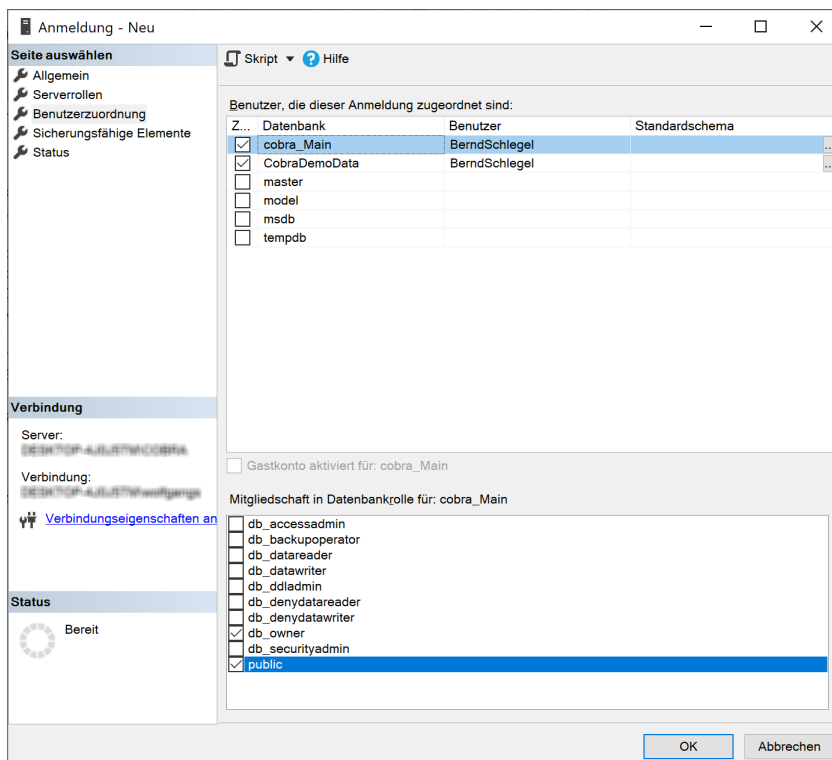 Anmeldung - Neu
Seite auswählen
Allgemein
Serverrollen
Benutzerzuordnung
Sicherungsfähige Elemente
Status
Verbindung
Server:
Verbindung:
Verbindungseigenschaften an
Status
Bereit
Skript
Hilfe
Benutzer, die dieser Anmeldung zugeordnet sind:
Z... Datenbank Benutzer Standardschema
cobra_Main BerndSchlegel ..
CobraDemoData BerndSchlegel ..
master
model
msdb
tempdb
Gastkonto aktiviert für: cobra_Main
Mitgliedschaft in Datenbankrolle für: cobra_Main
db_accessadmin
db_backupoperator
db_datareader
db_datawriter
db_ddladmin
db_denydatareader
db_denydatawriter
db_owner
db_securityadmin
public
OK Abbrechen